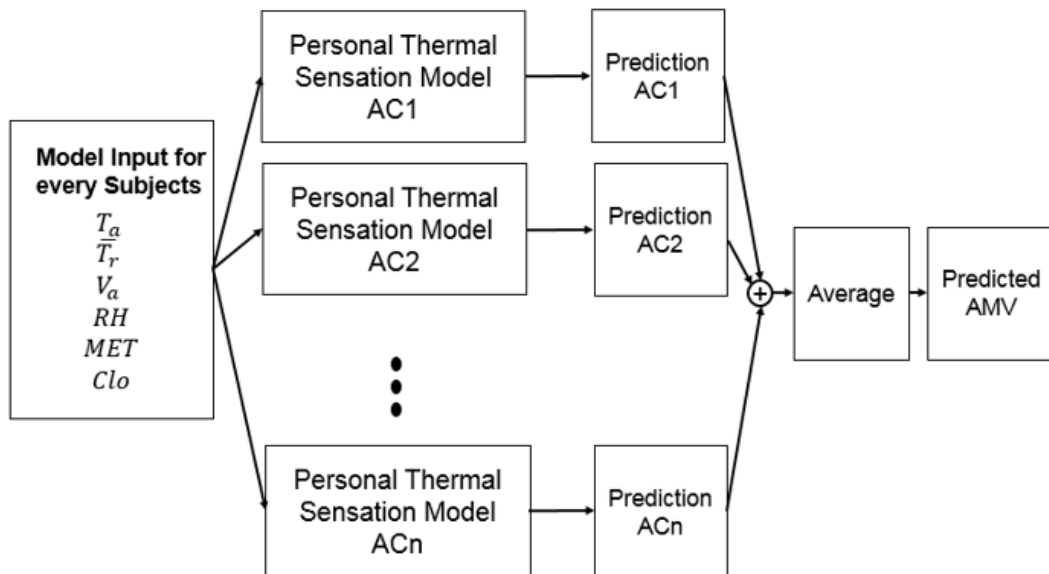 Model Input for
every Subjects
T_a
T̅_r
V_a
RH
MET
Clo
Personal Thermal
Sensation Model
AC1
Prediction
AC1
Personal Thermal
Sensation Model
AC2
Prediction
AC2
Personal Thermal
Sensation Model
ACn
Prediction
ACn
+
Average
Predicted
AMV